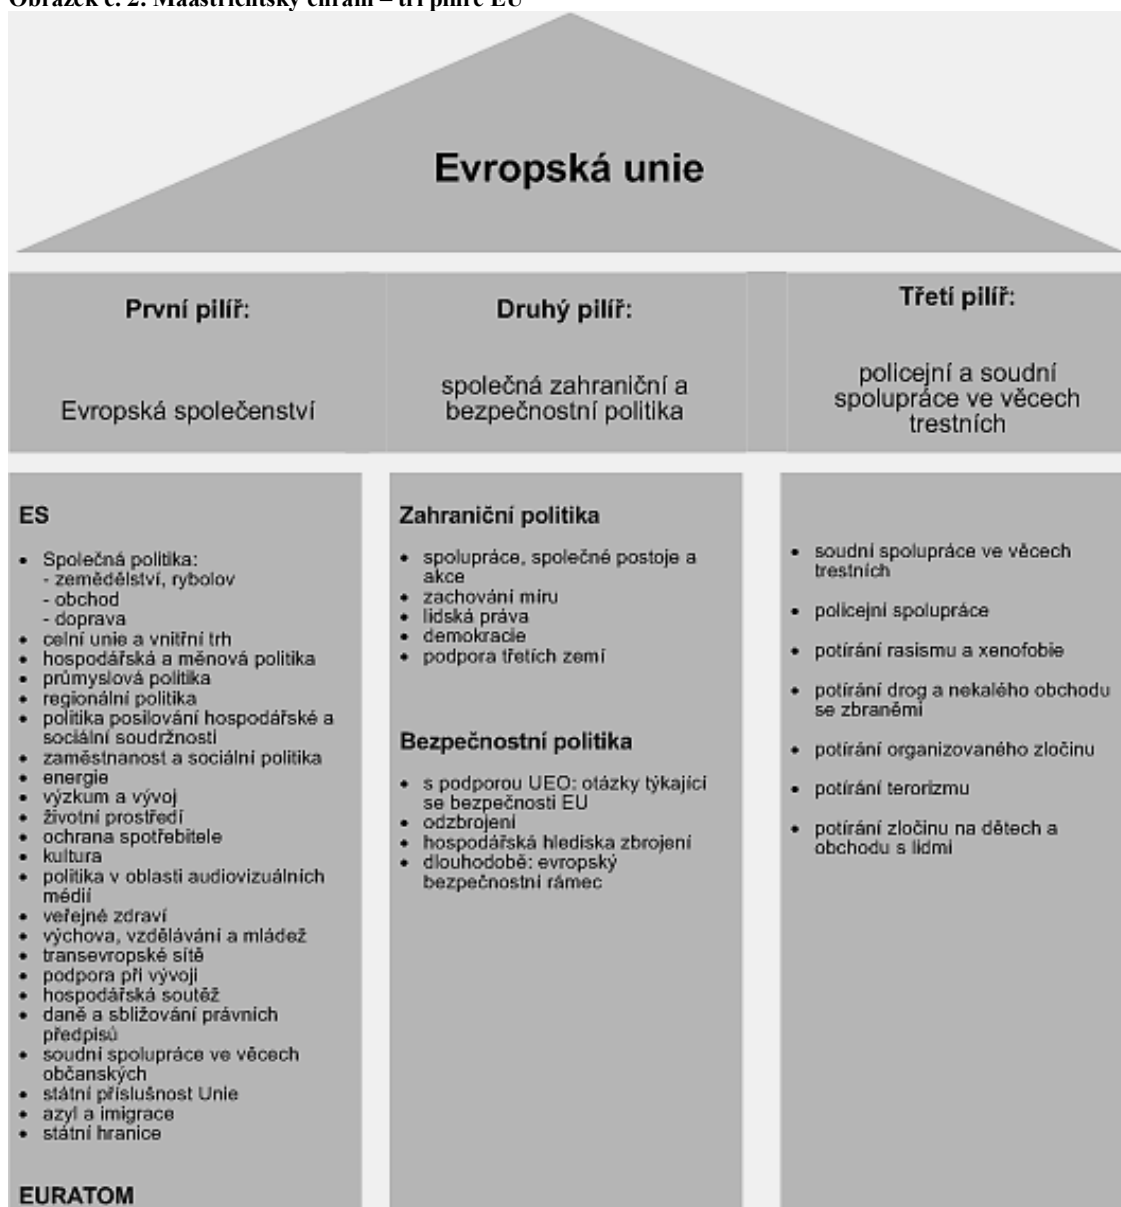 Obrázek č. 2: Maastrichtský chrám – tři pilíře EU
Evropská unie
První pilíř:
Evropská společenství
Druhý pilíř:
společná zahraniční a
bezpečnostní politika
Třetí pilíř:
policejní a soudní
spolupráce ve věcech
trestních
ES
• Společná politika:
- zemědělství, rybolov
- obchod
- doprava
• celní unie a vnitřní trh
• hospodářská a měnová politika
• průmyslová politika
• regionální politika
• politika posilování hospodářské a
sociální soudržnosti
• zaměstnanost a sociální politika
• energie
• výzkum a vývoj
• životní prostředí
• ochrana spotřebitele
• kultura
• politika v oblasti audiovizuálních
médií
• veřejné zdraví
• výchova, vzdělávání a mládež
• transevropské sítě
• podpora při vývoji
• hospodářská soutěž
• daně a sbližování právních
předpisů
• soudní spolupráce ve věcech
občanských
• státní příslušnost Unie
• azyl a imigrace
• státní hranice
EURATOM
Zahraniční politika
• spolupráce, společné postoje a
akce
• zachování míru
• lidská práva
• demokracie
• podpora třetích zemí
Bezpečnostní politika
• s podporou UEO: otázky týkající
se bezpečnosti EU
• odzbrojení
• hospodářská hlediska zbrojení
• dlouhodobě: evropský
bezpečnostní rámec
• soudní spolupráce ve věcech
trestních
• policejní spolupráce
• potírání rasismu a xenofobie
• potírání drog a nekalého obchodu
se zbraněmi
• potírání organizovaného zločinu
• potírání terorizmu
• potírání zločinu na dětech a
obchodu s lidmi